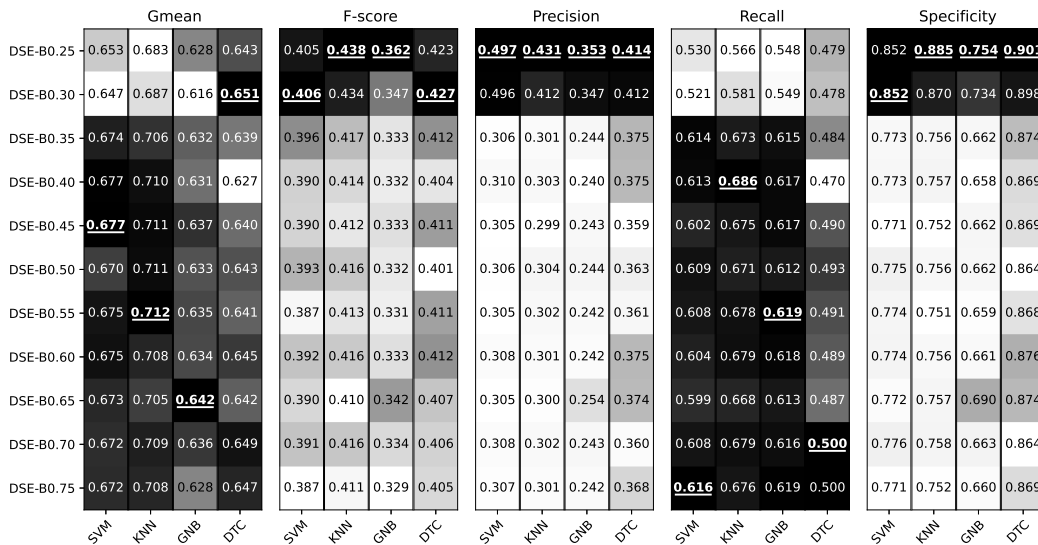 Gmean F-score Precision Recall Specificity
DSE-B0.25 0.653 0.683 0.628 0.643 0.405 0.438 0.362 0.423 0.497 0.431 0.353 0.414 0.530 0.566 0.548 0.479 0.852 0.885 0.754 0.901
DSE-B0.30 0.647 0.687 0.616 0.651 0.406 0.434 0.347 0.427 0.496 0.412 0.347 0.412 0.521 0.581 0.549 0.478 0.852 0.870 0.734 0.898
DSE-B0.35 0.674 0.706 0.632 0.639 0.396 0.417 0.333 0.412 0.306 0.301 0.244 0.375 0.614 0.673 0.615 0.484 0.773 0.756 0.662 0.874
DSE-B0.40 0.677 0.710 0.631 0.627 0.390 0.414 0.332 0.404 0.310 0.303 0.240 0.375 0.613 0.686 0.617 0.470 0.773 0.757 0.658 0.869
DSE-B0.45 0.677 0.711 0.637 0.640 0.390 0.412 0.333 0.411 0.305 0.299 0.243 0.359 0.602 0.675 0.617 0.490 0.771 0.752 0.662 0.869
DSE-B0.50 0.670 0.711 0.633 0.643 0.393 0.416 0.332 0.401 0.306 0.304 0.244 0.363 0.609 0.671 0.612 0.493 0.775 0.756 0.662 0.864
DSE-B0.55 0.675 0.712 0.635 0.641 0.387 0.413 0.331 0.411 0.305 0.302 0.242 0.361 0.608 0.678 0.619 0.491 0.774 0.751 0.659 0.868
DSE-B0.60 0.675 0.708 0.634 0.645 0.392 0.416 0.333 0.412 0.308 0.301 0.242 0.375 0.604 0.679 0.618 0.489 0.774 0.756 0.661 0.876
DSE-B0.65 0.673 0.705 0.642 0.642 0.390 0.410 0.342 0.407 0.305 0.300 0.254 0.374 0.599 0.668 0.613 0.487 0.772 0.757 0.690 0.874
DSE-B0.70 0.672 0.709 0.636 0.649 0.391 0.416 0.334 0.406 0.308 0.302 0.243 0.360 0.608 0.679 0.616 0.500 0.776 0.758 0.663 0.864
DSE-B0.75 0.672 0.708 0.628 0.647 0.387 0.411 0.329 0.405 0.307 0.301 0.242 0.368 0.616 0.676 0.619 0.500 0.771 0.752 0.660 0.869
SVM KNN GNB DTC SVM KNN GNB DTC SVM KNN GNB DTC SVM KNN GNB DTC SVM KNN GNB DTC